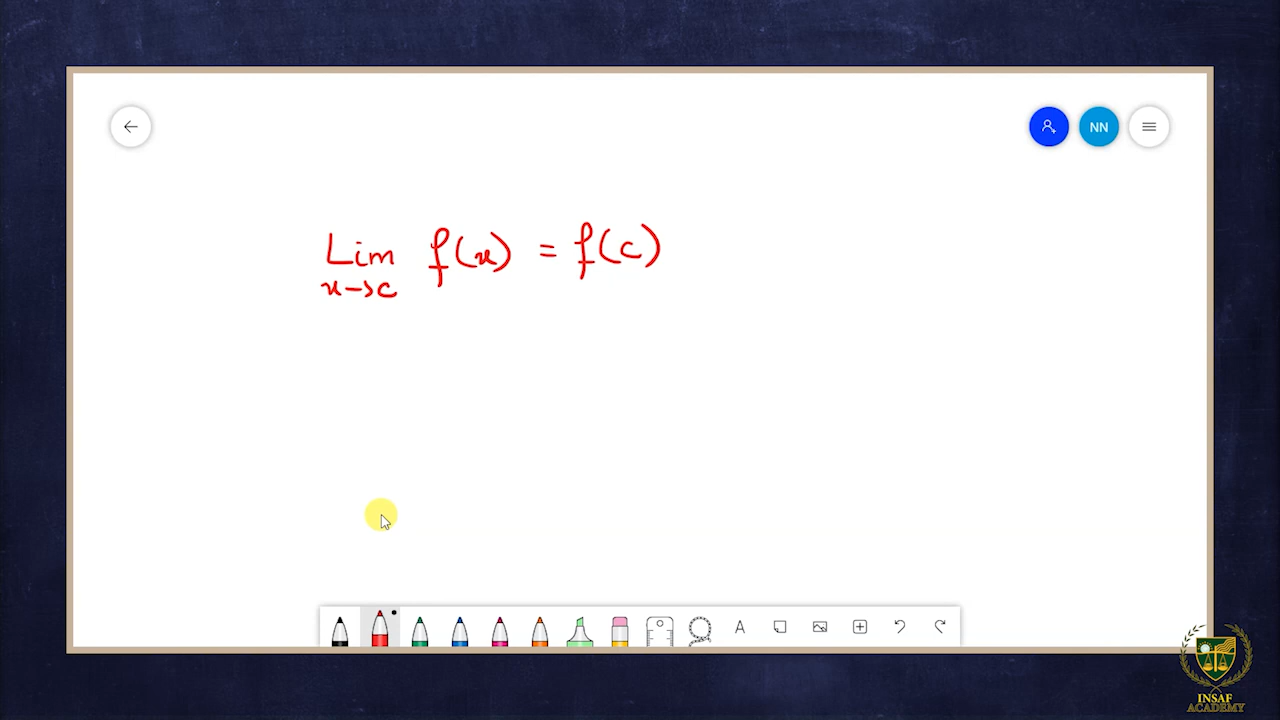 NN
Lim f(x) = f(c)
x→c
A
INSAF
ACADEMY